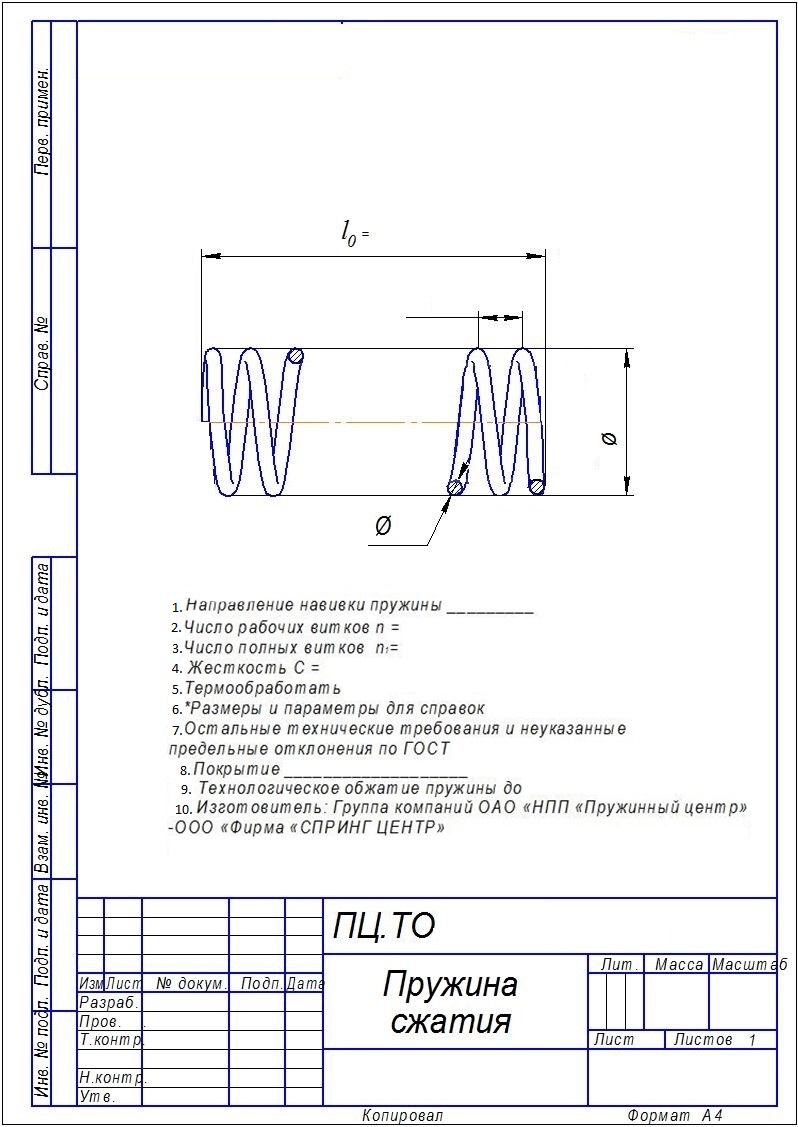 Перв. примен.
Справ. №
Подп. и дата
Инв. № дубл.
Взам. инв. №
Подп. и дата
Инв. № подл.
l0 =
Ø
Ø
1. Направление навивки пружины _________
2. Число рабочих витков n =
3. Число полных витков n1=
4. Жесткость С =
5. Термообработать
6. *Размеры и параметры для справок
7. Остальные технические требования и неуказанные
предельные отклонения по ГОСТ
8. Покрытие ___________________
9. Технологическое обжатие пружины до
10. Изготовитель: Группа компаний ОАО «НПП «Пружинный центр»
-ООО «Фирма «СПРИНГ ЦЕНТР»
ПЦ.ТО
Изм Лист № докум. Подп. Дата
Разраб.
Пров.
Т.контр.
Н.контр.
Утв.
Пружина
сжатия
Лит. Масса Масштаб
Лист Листов 1
Копировал Формат А4